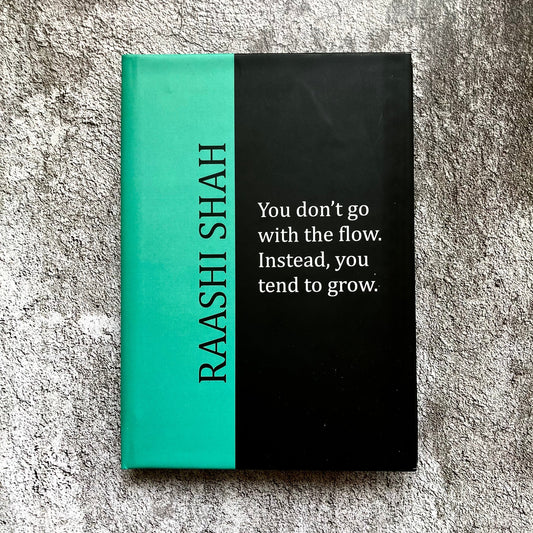 RAASHI SHAH
You don’t go
with the flow.
Instead, you
tend to grow.